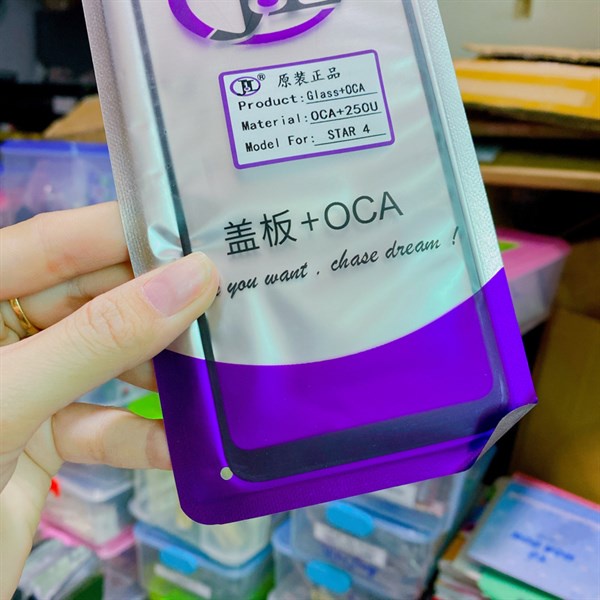 原装正品
Product: Glass+OCA
Material: OCA+250U
Model For: STAR 4
盖板+OCA
you want , chase dream !